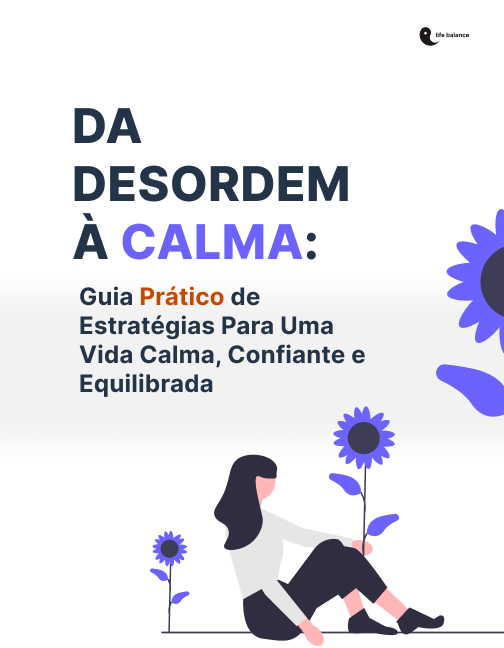 life balance
DA
DESORDEM
À CALMA:
Guia Prático de
Estratégias Para Uma
Vida Calma, Confiante e
Equilibrada